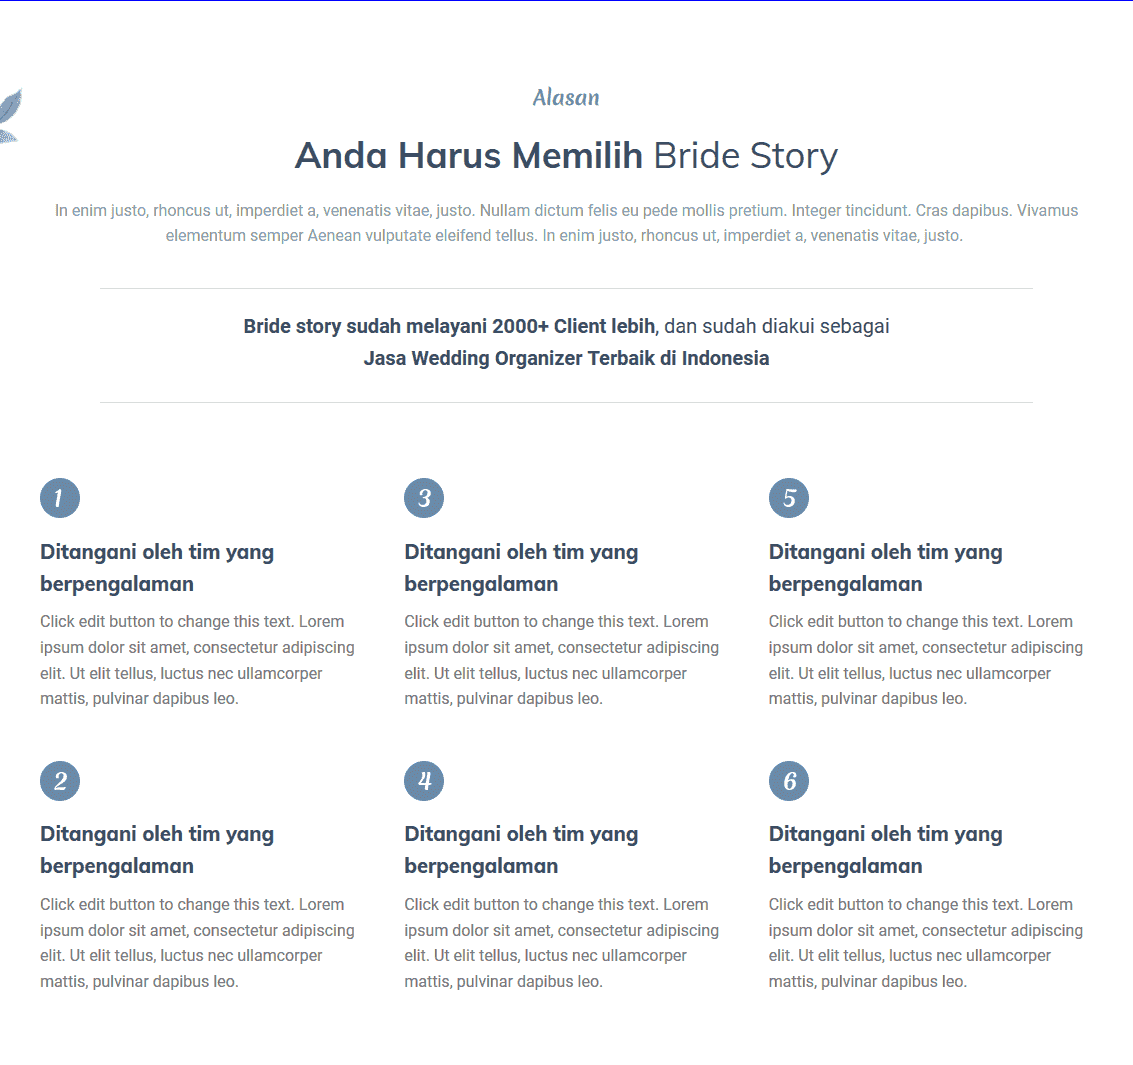 Alasan
Anda Harus Memilih Bride Story
In enim justo, rhoncus ut, imperdiet a, venenatis vitae, justo. Nullam dictum felis eu pede mollis pretium. Integer tincidunt. Cras dapibus. Vivamus
elementum semper Aenean vulputate eleifend tellus. In enim justo, rhoncus ut, imperdiet a, venenatis vitae, justo.
Bride story sudah melayani 2000+ Client lebih, dan sudah diakui sebagai
Jasa Wedding Organizer Terbaik di Indonesia
1
Ditangani oleh tim yang
berpengalaman
Click edit button to change this text. Lorem
ipsum dolor sit amet, consectetur adipiscing
elit. Ut elit tellus, luctus nec ullamcorper
mattis, pulvinar dapibus leo.
2
Ditangani oleh tim yang
berpengalaman
Click edit button to change this text. Lorem
ipsum dolor sit amet, consectetur adipiscing
elit. Ut elit tellus, luctus nec ullamcorper
mattis, pulvinar dapibus leo.
3
Ditangani oleh tim yang
berpengalaman
Click edit button to change this text. Lorem
ipsum dolor sit amet, consectetur adipiscing
elit. Ut elit tellus, luctus nec ullamcorper
mattis, pulvinar dapibus leo.
4
Ditangani oleh tim yang
berpengalaman
Click edit button to change this text. Lorem
ipsum dolor sit amet, consectetur adipiscing
elit. Ut elit tellus, luctus nec ullamcorper
mattis, pulvinar dapibus leo.
5
Ditangani oleh tim yang
berpengalaman
Click edit button to change this text. Lorem
ipsum dolor sit amet, consectetur adipiscing
elit. Ut elit tellus, luctus nec ullamcorper
mattis, pulvinar dapibus leo.
6
Ditangani oleh tim yang
berpengalaman
Click edit button to change this text. Lorem
ipsum dolor sit amet, consectetur adipiscing
elit. Ut elit tellus, luctus nec ullamcorper
mattis, pulvinar dapibus leo.